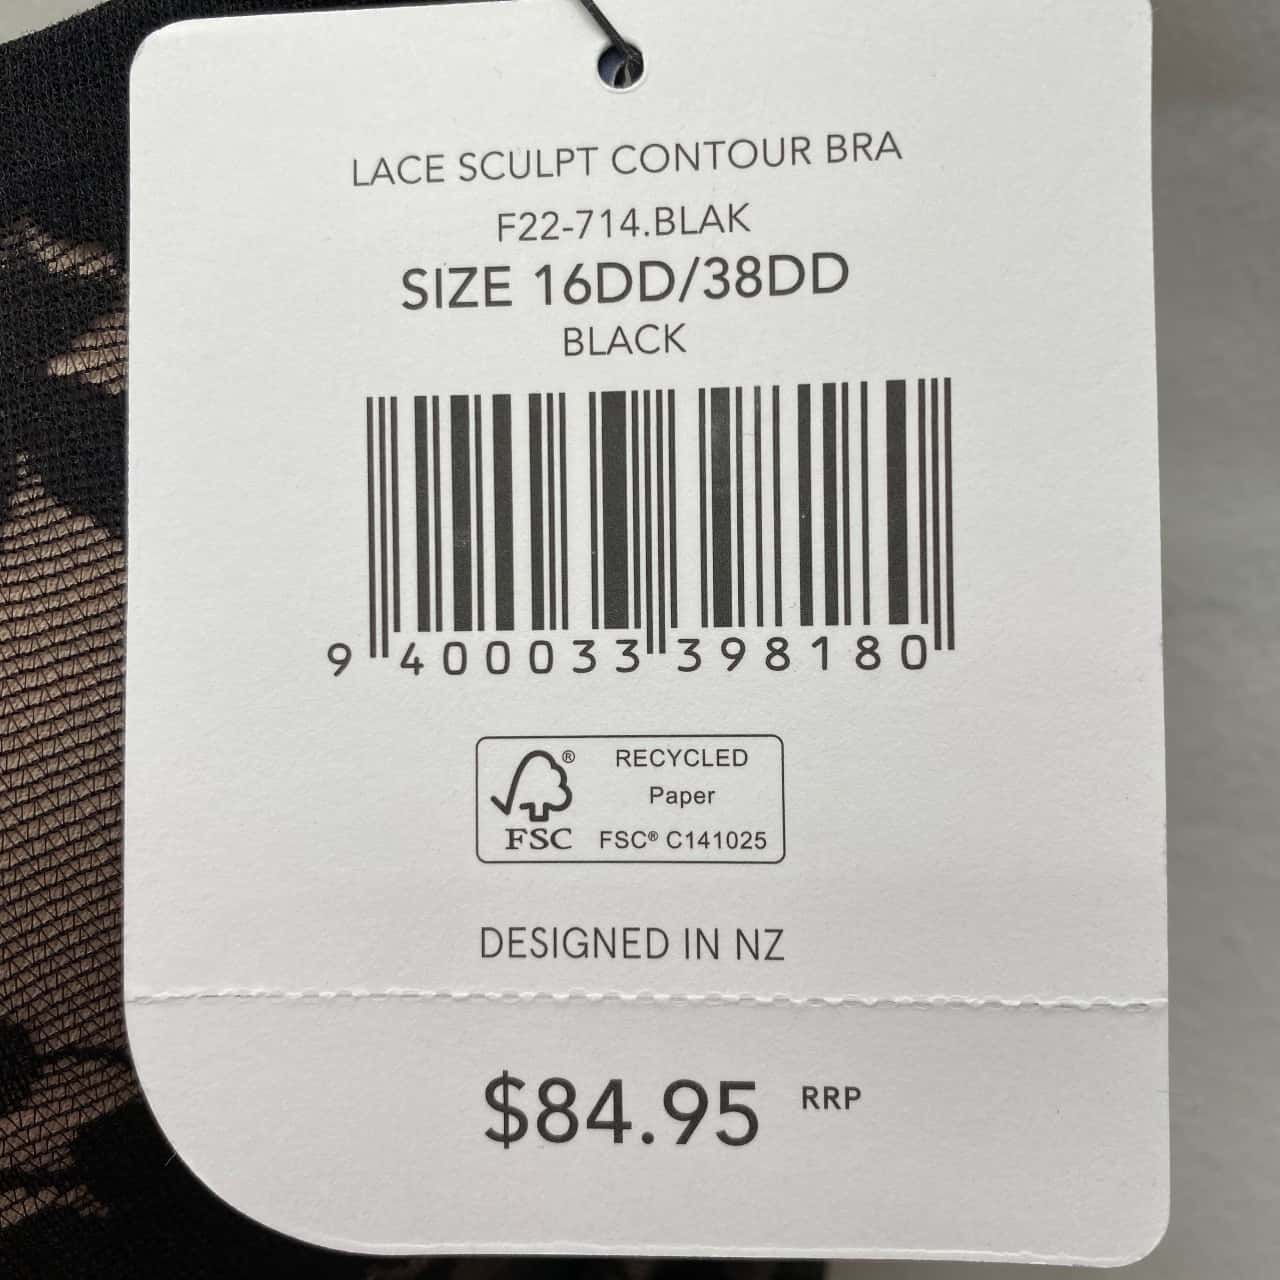 LACE SCULPT CONTOUR BRA
F22-714.BLAK
SIZE 16DD/38DD
BLACK
9 400033 398180
® RECYCLED
Paper
FSC FSC® C141025
DESIGNED IN NZ
$84.95 RRP